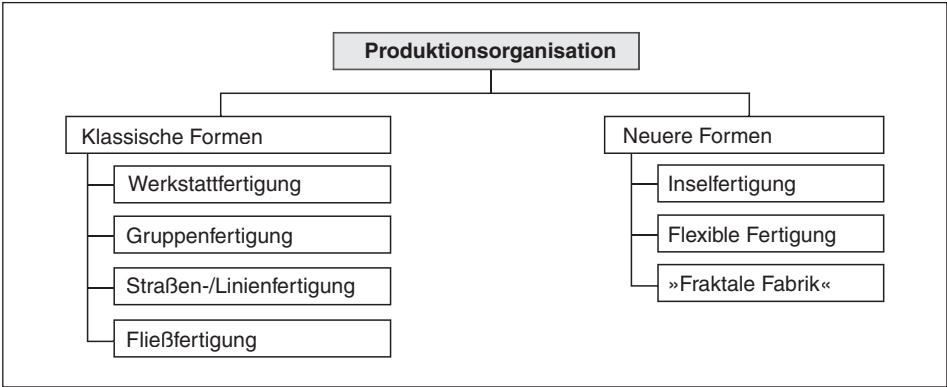 Produktionsorganisation
Klassische Formen
Werkstattfertigung
Gruppenfertigung
Straßen-/Linienfertigung
Fließfertigung
Neuere Formen
Inselfertigung
Flexible Fertigung
»Fraktale Fabrik«